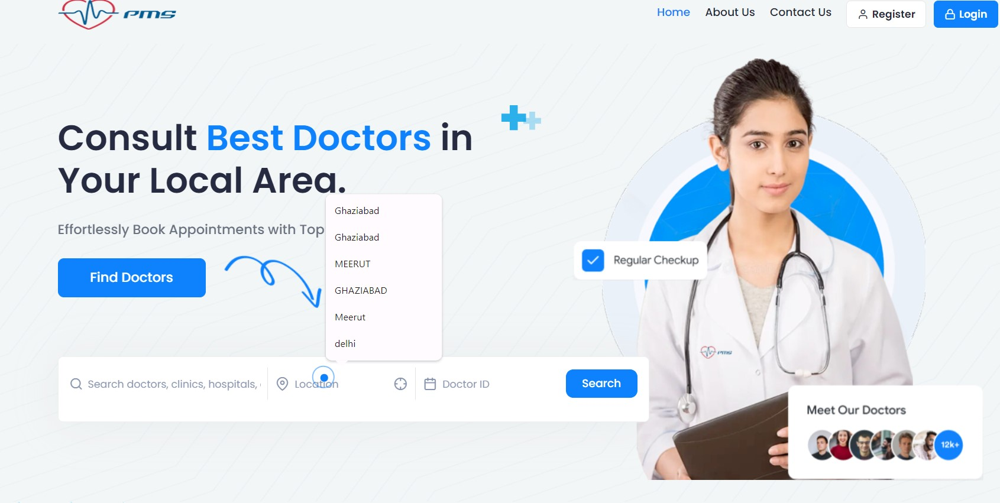 PMS
Home About Us Contact Us Register Login
Consult Best Doctors in
Your Local Area.
Effortlessly Book Appointments with Top
Find Doctors
Ghaziabad
Ghaziabad
MEERUT
GHAZIABAD
Meerut
delhi
Regular Checkup
PMS
Search doctors, clinics, hospitals, Location Doctor ID Search
Meet Our Doctors
12k+